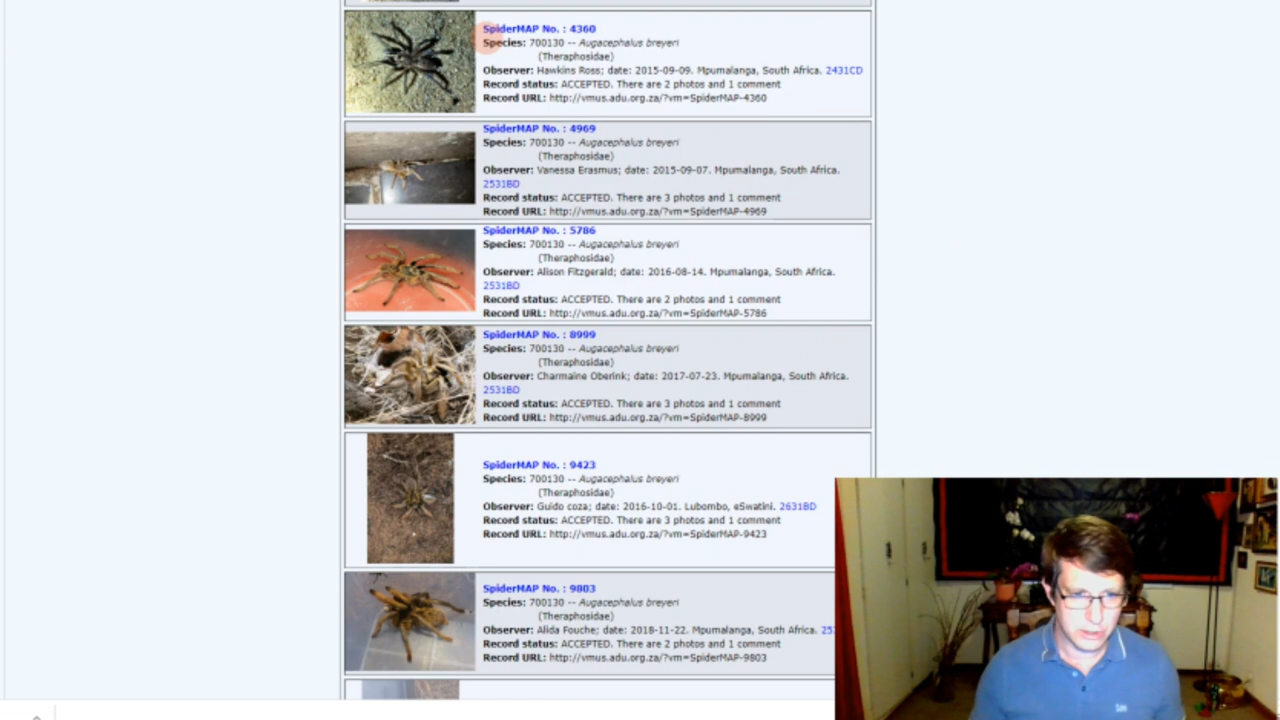 SpiderMAP No. : 4360
Species: 700130 -- Augacephalus breyeri
(Theraphosidae)
Observer: Hawkins Ross; date: 2015-09-09. Mpumalanga, South Africa. 2431CD
Record status: ACCEPTED. There are 2 photos and 1 comment
Record URL: http://vmus.adu.org.za/?vm=SpiderMAP-4360
SpiderMAP No. : 4969
Species: 700130 -- Augacephalus breyeri
(Theraphosidae)
Observer: Vanessa Erasmus; date: 2015-09-07. Mpumalanga, South Africa.
2531BD
Record status: ACCEPTED. There are 3 photos and 1 comment
Record URL: http://vmus.adu.org.za/?vm=SpiderMAP-4969
SpiderMAP No. : 5786
Species: 700130 -- Augacephalus breyeri
(Theraphosidae)
Observer: Alison Fitzgerald; date: 2016-08-14. Mpumalanga, South Africa.
2531BD
Record status: ACCEPTED. There are 2 photos and 1 comment
Record URL: http://vmus.adu.org.za/?vm=SpiderMAP-5786
SpiderMAP No. : 8999
Species: 700130 -- Augacephalus breyeri
(Theraphosidae)
Observer: Charmaine Oberink; date: 2017-07-23. Mpumalanga, South Africa.
2531BD
Record status: ACCEPTED. There are 3 photos and 1 comment
Record URL: http://vmus.adu.org.za/?vm=SpiderMAP-8999
SpiderMAP No. : 9423
Species: 700130 -- Augacephalus breyeri
(Theraphosidae)
Observer: Guido coza; date: 2016-10-01. Lubombo, eSwatini. 2631BD
Record status: ACCEPTED. There are 3 photos and 1 comment
Record URL: http://vmus.adu.org.za/?vm=SpiderMAP-9423
SpiderMAP No. : 9803
Species: 700130 -- Augacephalus breyeri
(Theraphosidae)
Observer: Alida Fouche; date: 2018-11-22. Mpumalanga, South Africa. 25
Record status: ACCEPTED. There are 2 photos and 1 comment
Record URL: http://vmus.adu.org.za/?vm=SpiderMAP-9803